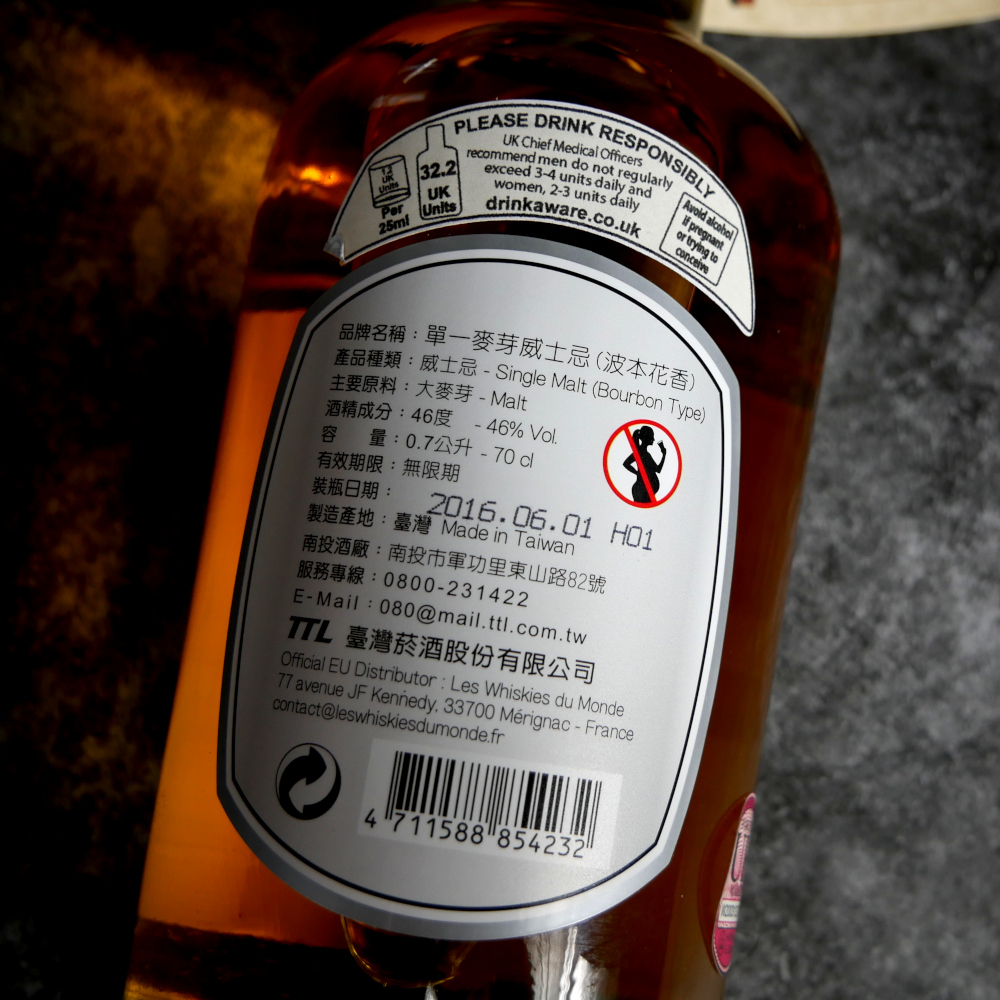 PLEASE DRINK RESPONSIBLY
UK Chief Medical Officers
recommend men do not regularly
exceed 3-4 units daily and
women, 2-3 units daily
drinkaware.co.uk
1.2
UK
Units
Per
25ml
32.2
UK
Units
Avoid alcohol
if pregnant
or trying to
conceive
品牌名稱：單一麥芽威士忌 (波本花香)
產品種類：威士忌 - Single Malt (Bourbon Type)
主要原料：大麥芽 - Malt
酒精成分：46度 - 46% Vol.
容 量：0.7公升 - 70 cl
有效期限：無限期
裝瓶日期：
2016.06.01 H01
製造產地：臺灣 Made in Taiwan
南投酒廠：南投市軍功里東山路82號
服務專線：0800-231422
E-Mail：080@mail.ttl.com.tw
TTL 臺灣菸酒股份有限公司
Official EU Distributor : Les Whiskies du Monde
77 avenue JF Kennedy, 33700 Mérignac - France
contact@leswhiskiesdumonde.fr
4 711588 854232